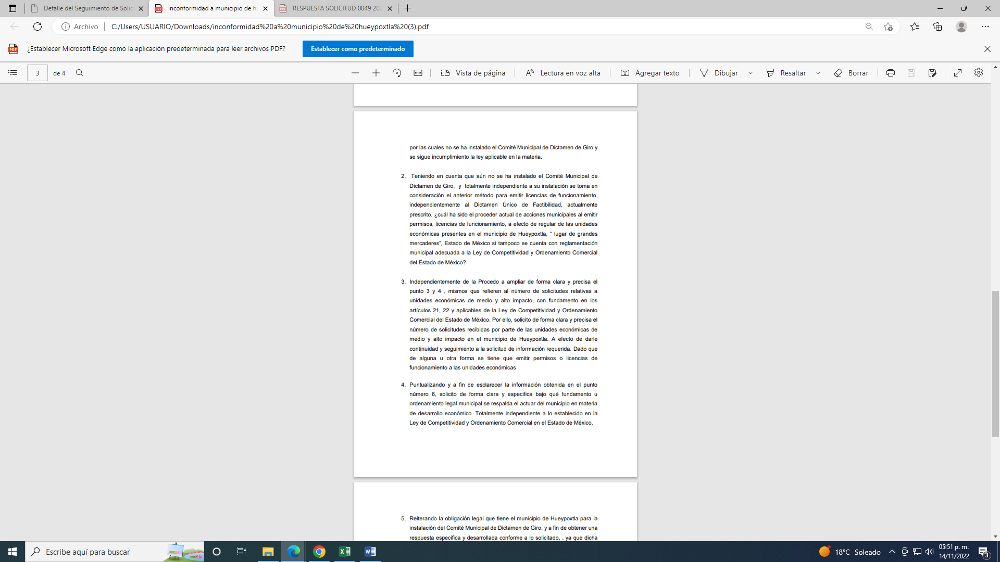 Detalle del Seguimiento de Solic
inconformidad a municipio de h
RESPUESTA SOLICITUD 0049 202
Archivo
C:/Users/USUARIO/Downloads/inconformidad%20a%20municipio%20de%20hueypoxtla%20(3).pdf
¿Establecer Microsoft Edge como la aplicación predeterminada para leer archivos PDF?
Establecer como predeterminado
3
de 4
Vista de página
Lectura en voz alta
Agregar texto
Dibujar
Resaltar
Borrar
por las cuales no se ha instalado el Comité Municipal de Dictamen de Giro y
se sigue incumplimiento la ley aplicable en la materia.
2. Teniendo en cuenta que aún no se ha instalado el Comité Municipal de
Dictamen de Giro, y totalmente independiente a su instalación se toma en
consideración el anterior método para emitir licencias de funcionamiento,
independientemente al Dictamen Único de Factibilidad, actualmente
prescrito. ¿cuál ha sido el proceder actual de acciones municipales al emitir
permisos, licencias de funcionamiento, a efecto de regular de las unidades
económicas presentes en el municipio de Hueypoxtla, “ lugar de grandes
mercaderes”, Estado de México si tampoco se cuenta con reglamentación
municipal adecuada a la Ley de Competitividad y Ordenamiento Comercial
del Estado de México?
3. Independientemente de la Procedo a ampliar de forma clara y precisa el
punto 3 y 4 , mismos que refieren al número de solicitudes relativas a
unidades económicas de medio y alto impacto, con fundamento en los
artículos 21, 22 y aplicables de la Ley de Competitividad y Ordenamiento
Comercial del Estado de México. Por ello, solicito de forma clara y precisa el
número de solicitudes recibidas por parte de las unidades económicas de
medio y alto impacto en el municipio de Hueypoxtla. A efecto de darle
continuidad y seguimiento a la solicitud de información requerida. Dado que
de alguna u otra forma se tiene que emitir permisos o licencias de
funcionamiento a las unidades económicas
4. Puntualizando y a fin de esclarecer la información obtenida en el punto
número 6, solicito de forma clara y especifica bajo qué fundamento u
ordenamiento legal municipal se respalda el actuar del municipio en materia
de desarrollo económico. Totalmente independiente a lo establecido en la
Ley de Competitividad y Ordenamiento Comercial en el Estado de México.
5. Reiterando la obligación legal que tiene el municipio de Hueypoxtla para la
instalación del Comité Municipal de Dictamen de Giro, y a fin de obtener una
respuesta especifica y desarrollada conforme a lo solicitado, . ya que dicha
Escribe aquí para buscar
18°C Soleado
05:51 p. m.
14/11/2022
3